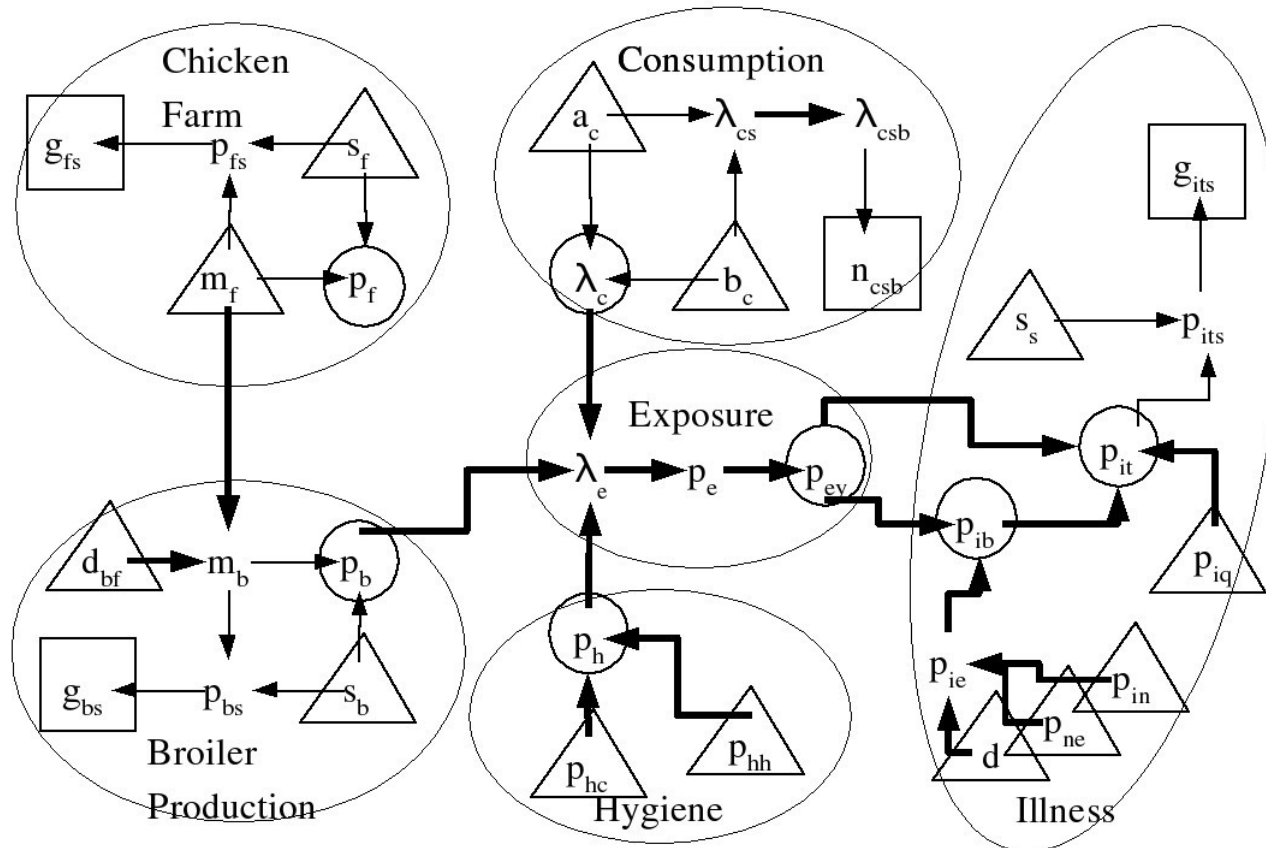 Chicken
Farm
g_fs
p_fs
s_f
m_f
p_f
Consumption
a_c
λ_cs
λ_csb
λ_c
b_c
n_csb
g_its
s_s
p_its
Exposure
λ_e
p_e
p_ev
p_it
p_ib
p_iq
d_bf
m_b
p_b
g_bs
p_bs
s_b
Broiler
Production
p_h
p_hc
p_hh
Hygiene
p_ie
p_in
p_ne
d
Illness